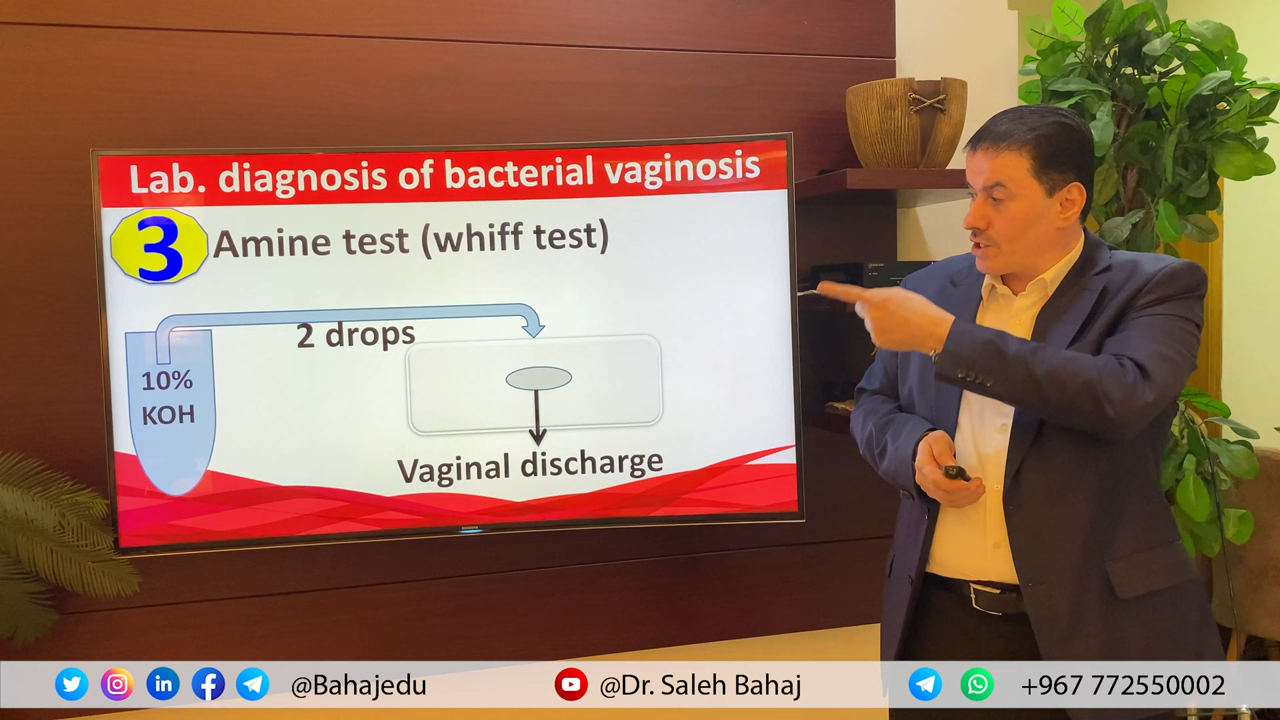 Lab. diagnosis of bacterial vaginosis
3 Amine test (whiff test)
2 drops
10%
KOH
Vaginal discharge
@Bahajedu
@Dr. Saleh Bahaj
+967 772550002